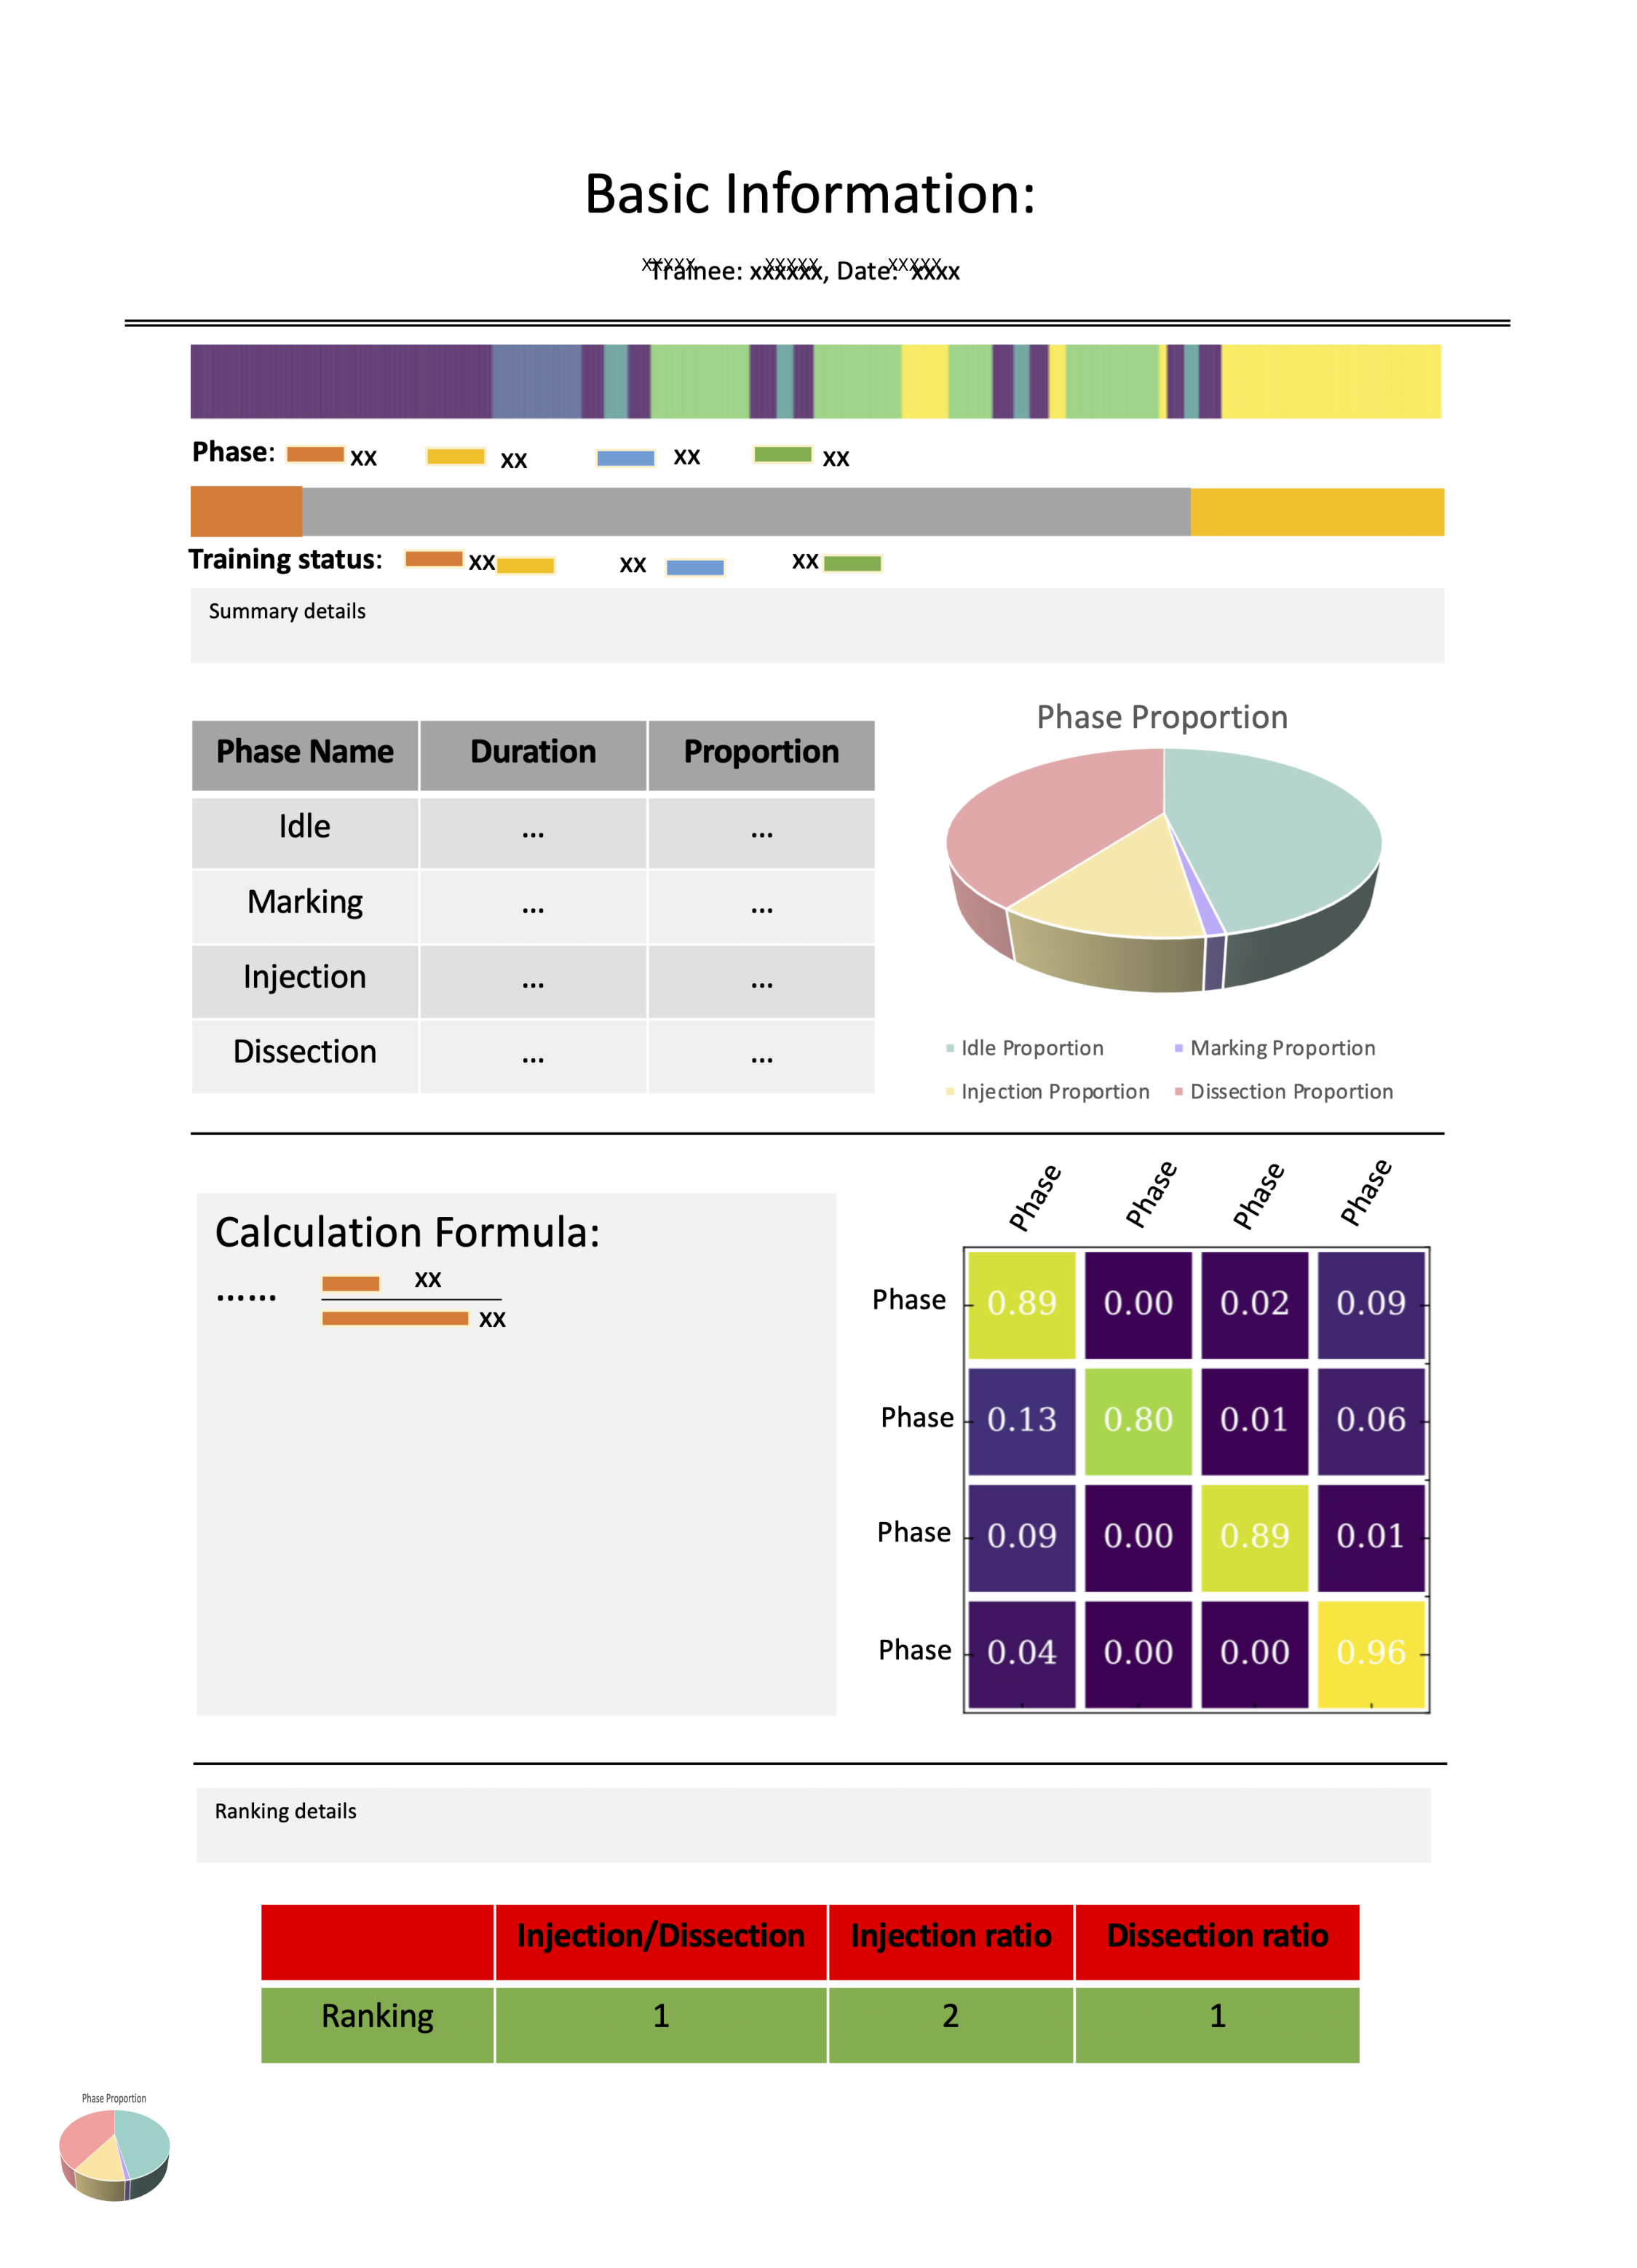 Basic Information:
xxxxx xxxxx xxxxx
Trainee: xxxxxx, Date: xxxx
Phase: xx xx xx xx
Training status: xx xx xx
Summary details
Phase Name Duration Proportion
Idle ... ...
Marking ... ...
Injection ... ...
Dissection ... ...
Phase Proportion
Idle Proportion Marking Proportion
Injection Proportion Dissection Proportion
Calculation Formula:
...... xx
xx
Phase Phase Phase Phase
Phase 0.89 0.00 0.02 0.09
Phase 0.13 0.80 0.01 0.06
Phase 0.09 0.00 0.89 0.01
Phase 0.04 0.00 0.00 0.96
Ranking details
Injection/Dissection Injection ratio Dissection ratio
Ranking 1 2 1
Phase Proportion